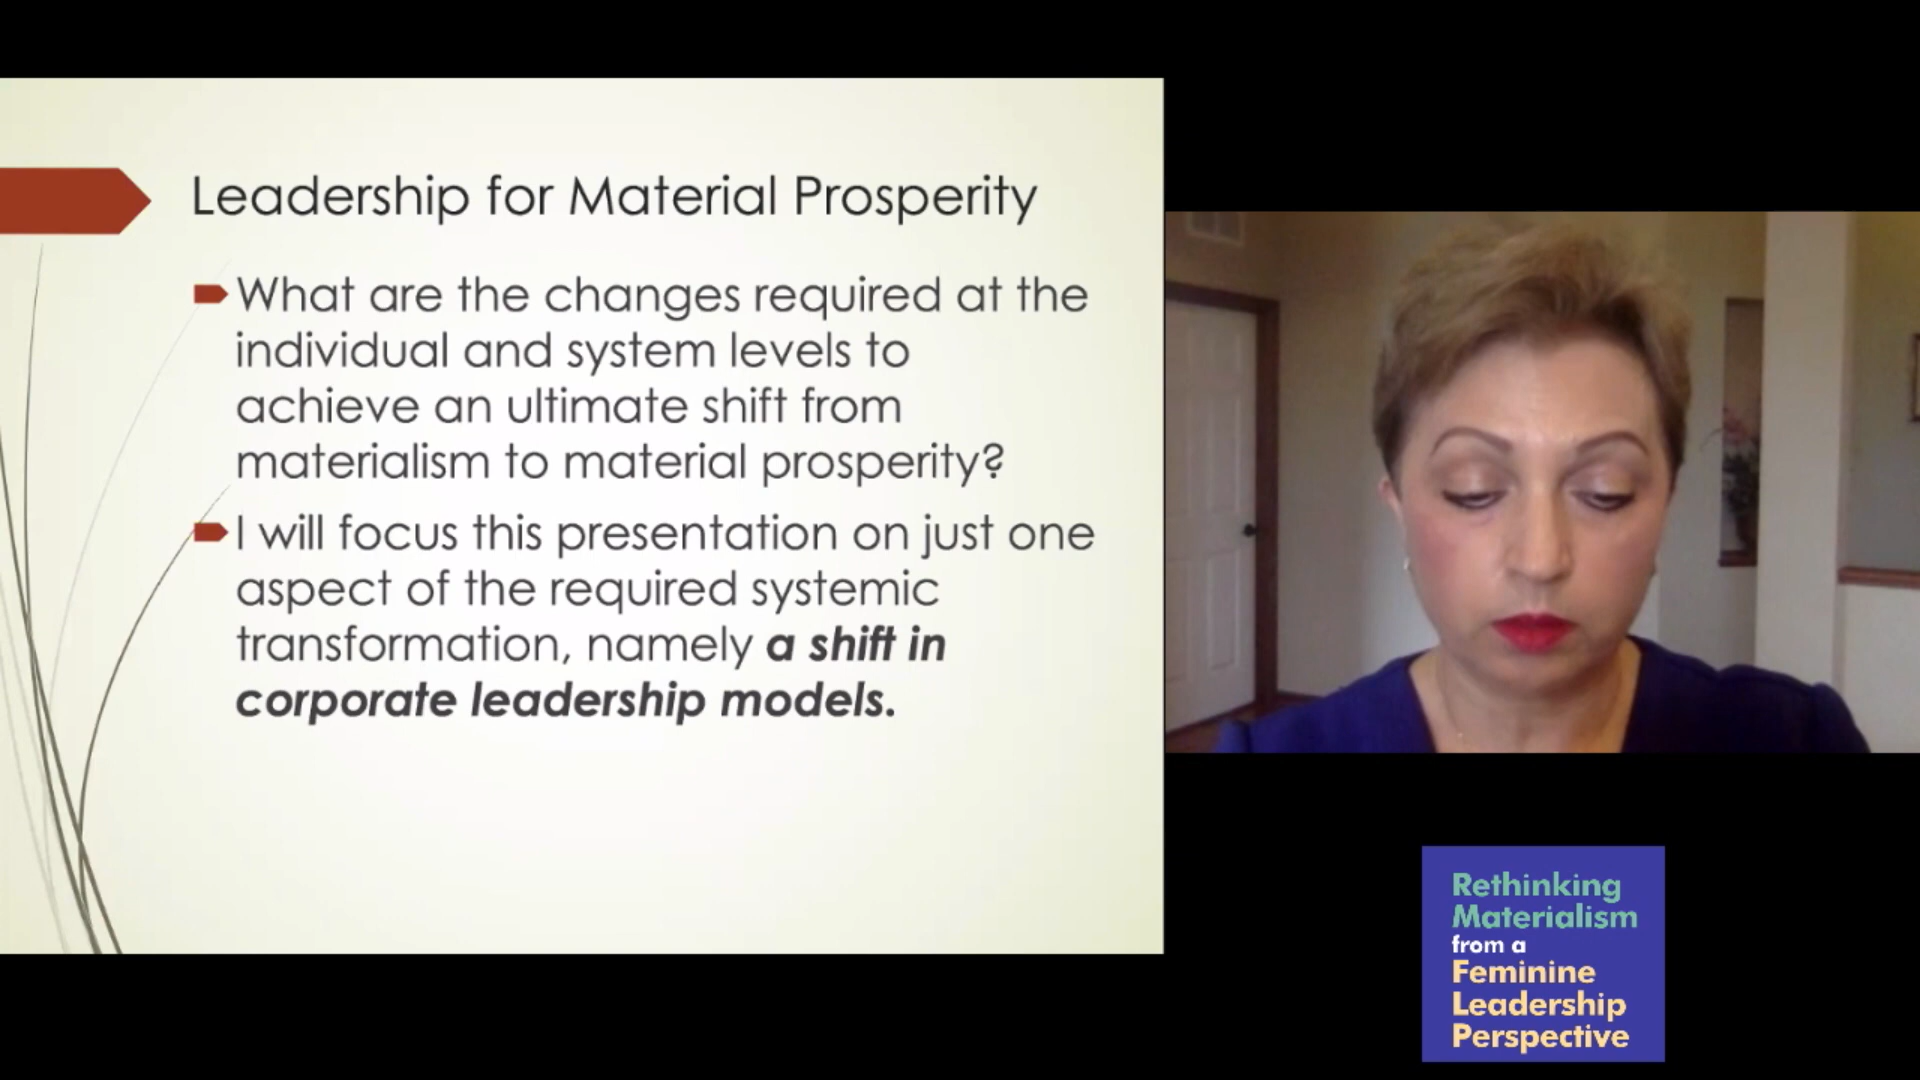 Leadership for Material Prosperity
What are the changes required at the
individual and system levels to
achieve an ultimate shift from
materialism to material prosperity?
I will focus this presentation on just one
aspect of the required systemic
transformation, namely a shift in
corporate leadership models.
Rethinking
Materialism
from a
Feminine
Leadership
Perspective